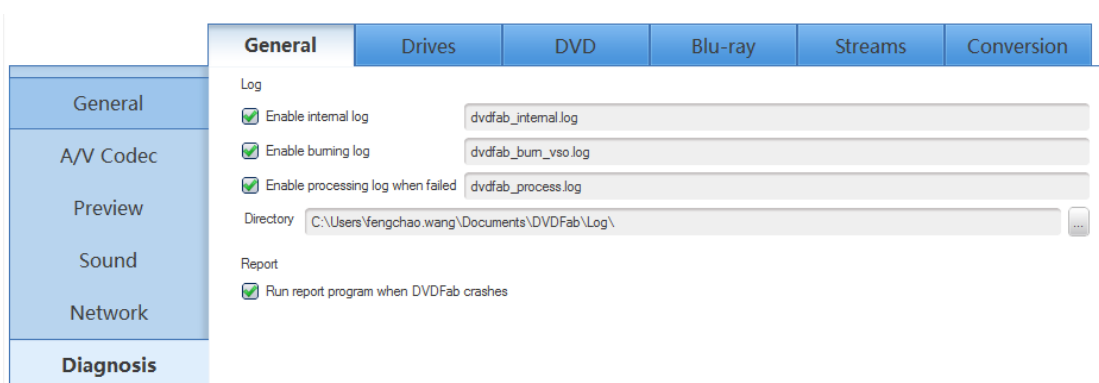 General Drives DVD Blu-ray Streams Conversion
General
A/V Codec
Preview
Sound
Network
Diagnosis
Log
Enable internal log dvdfab_internal.log
Enable burning log dvdfab_burn_vso.log
Enable processing log when failed dvdfab_process.log
Directory C:\Users\fengchao.wang\Documents\DVDFab\Log\ ...
Report
Run report program when DVDFab crashes